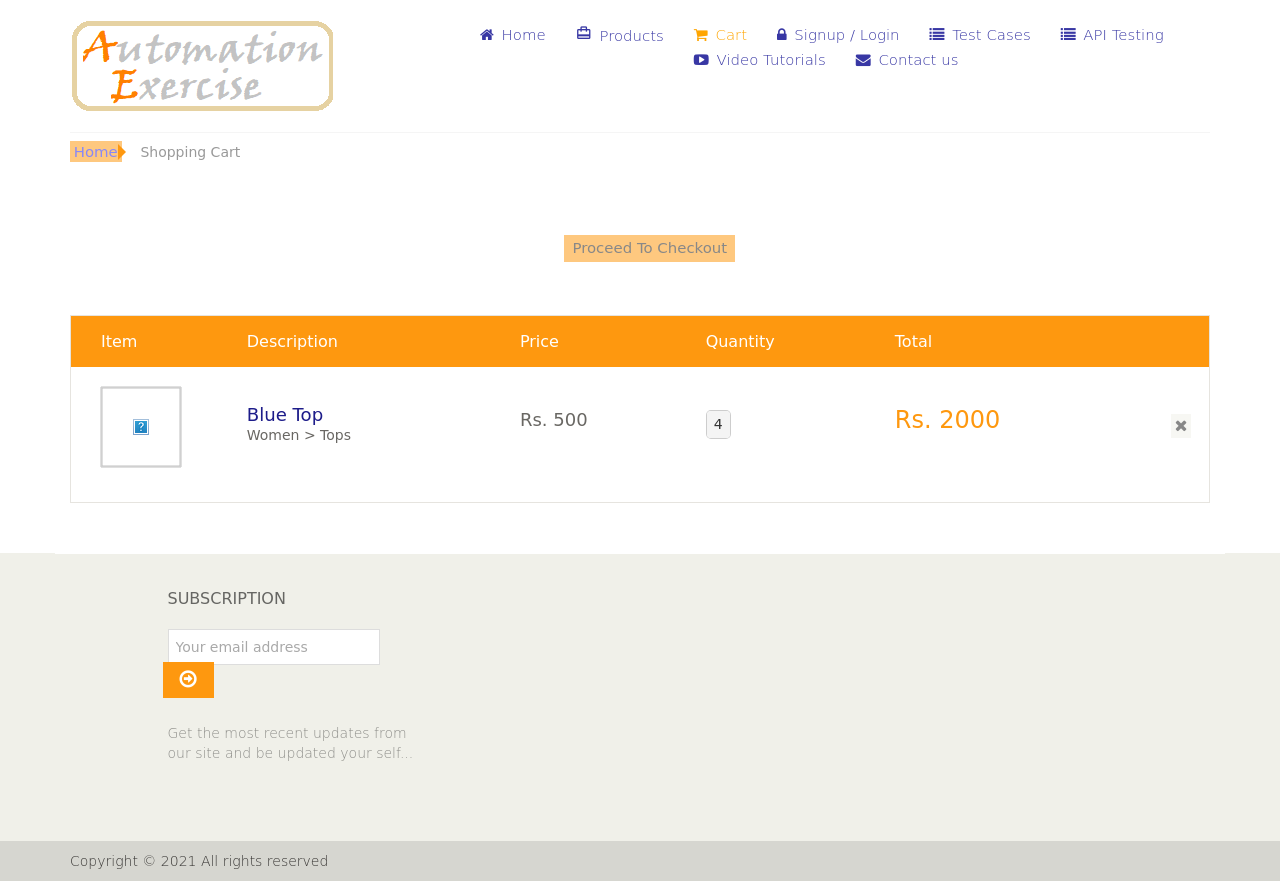 Automation
Exercise
Home
Products
Cart
Signup / Login
Test Cases
API Testing
Video Tutorials
Contact us
Home
Shopping Cart
Proceed To Checkout
Item Description Price Quantity Total
Blue Top
Women > Tops
Rs. 500
4
Rs. 2000
SUBSCRIPTION
Your email address
Get the most recent updates from
our site and be updated your self...
Copyright © 2021 All rights reserved